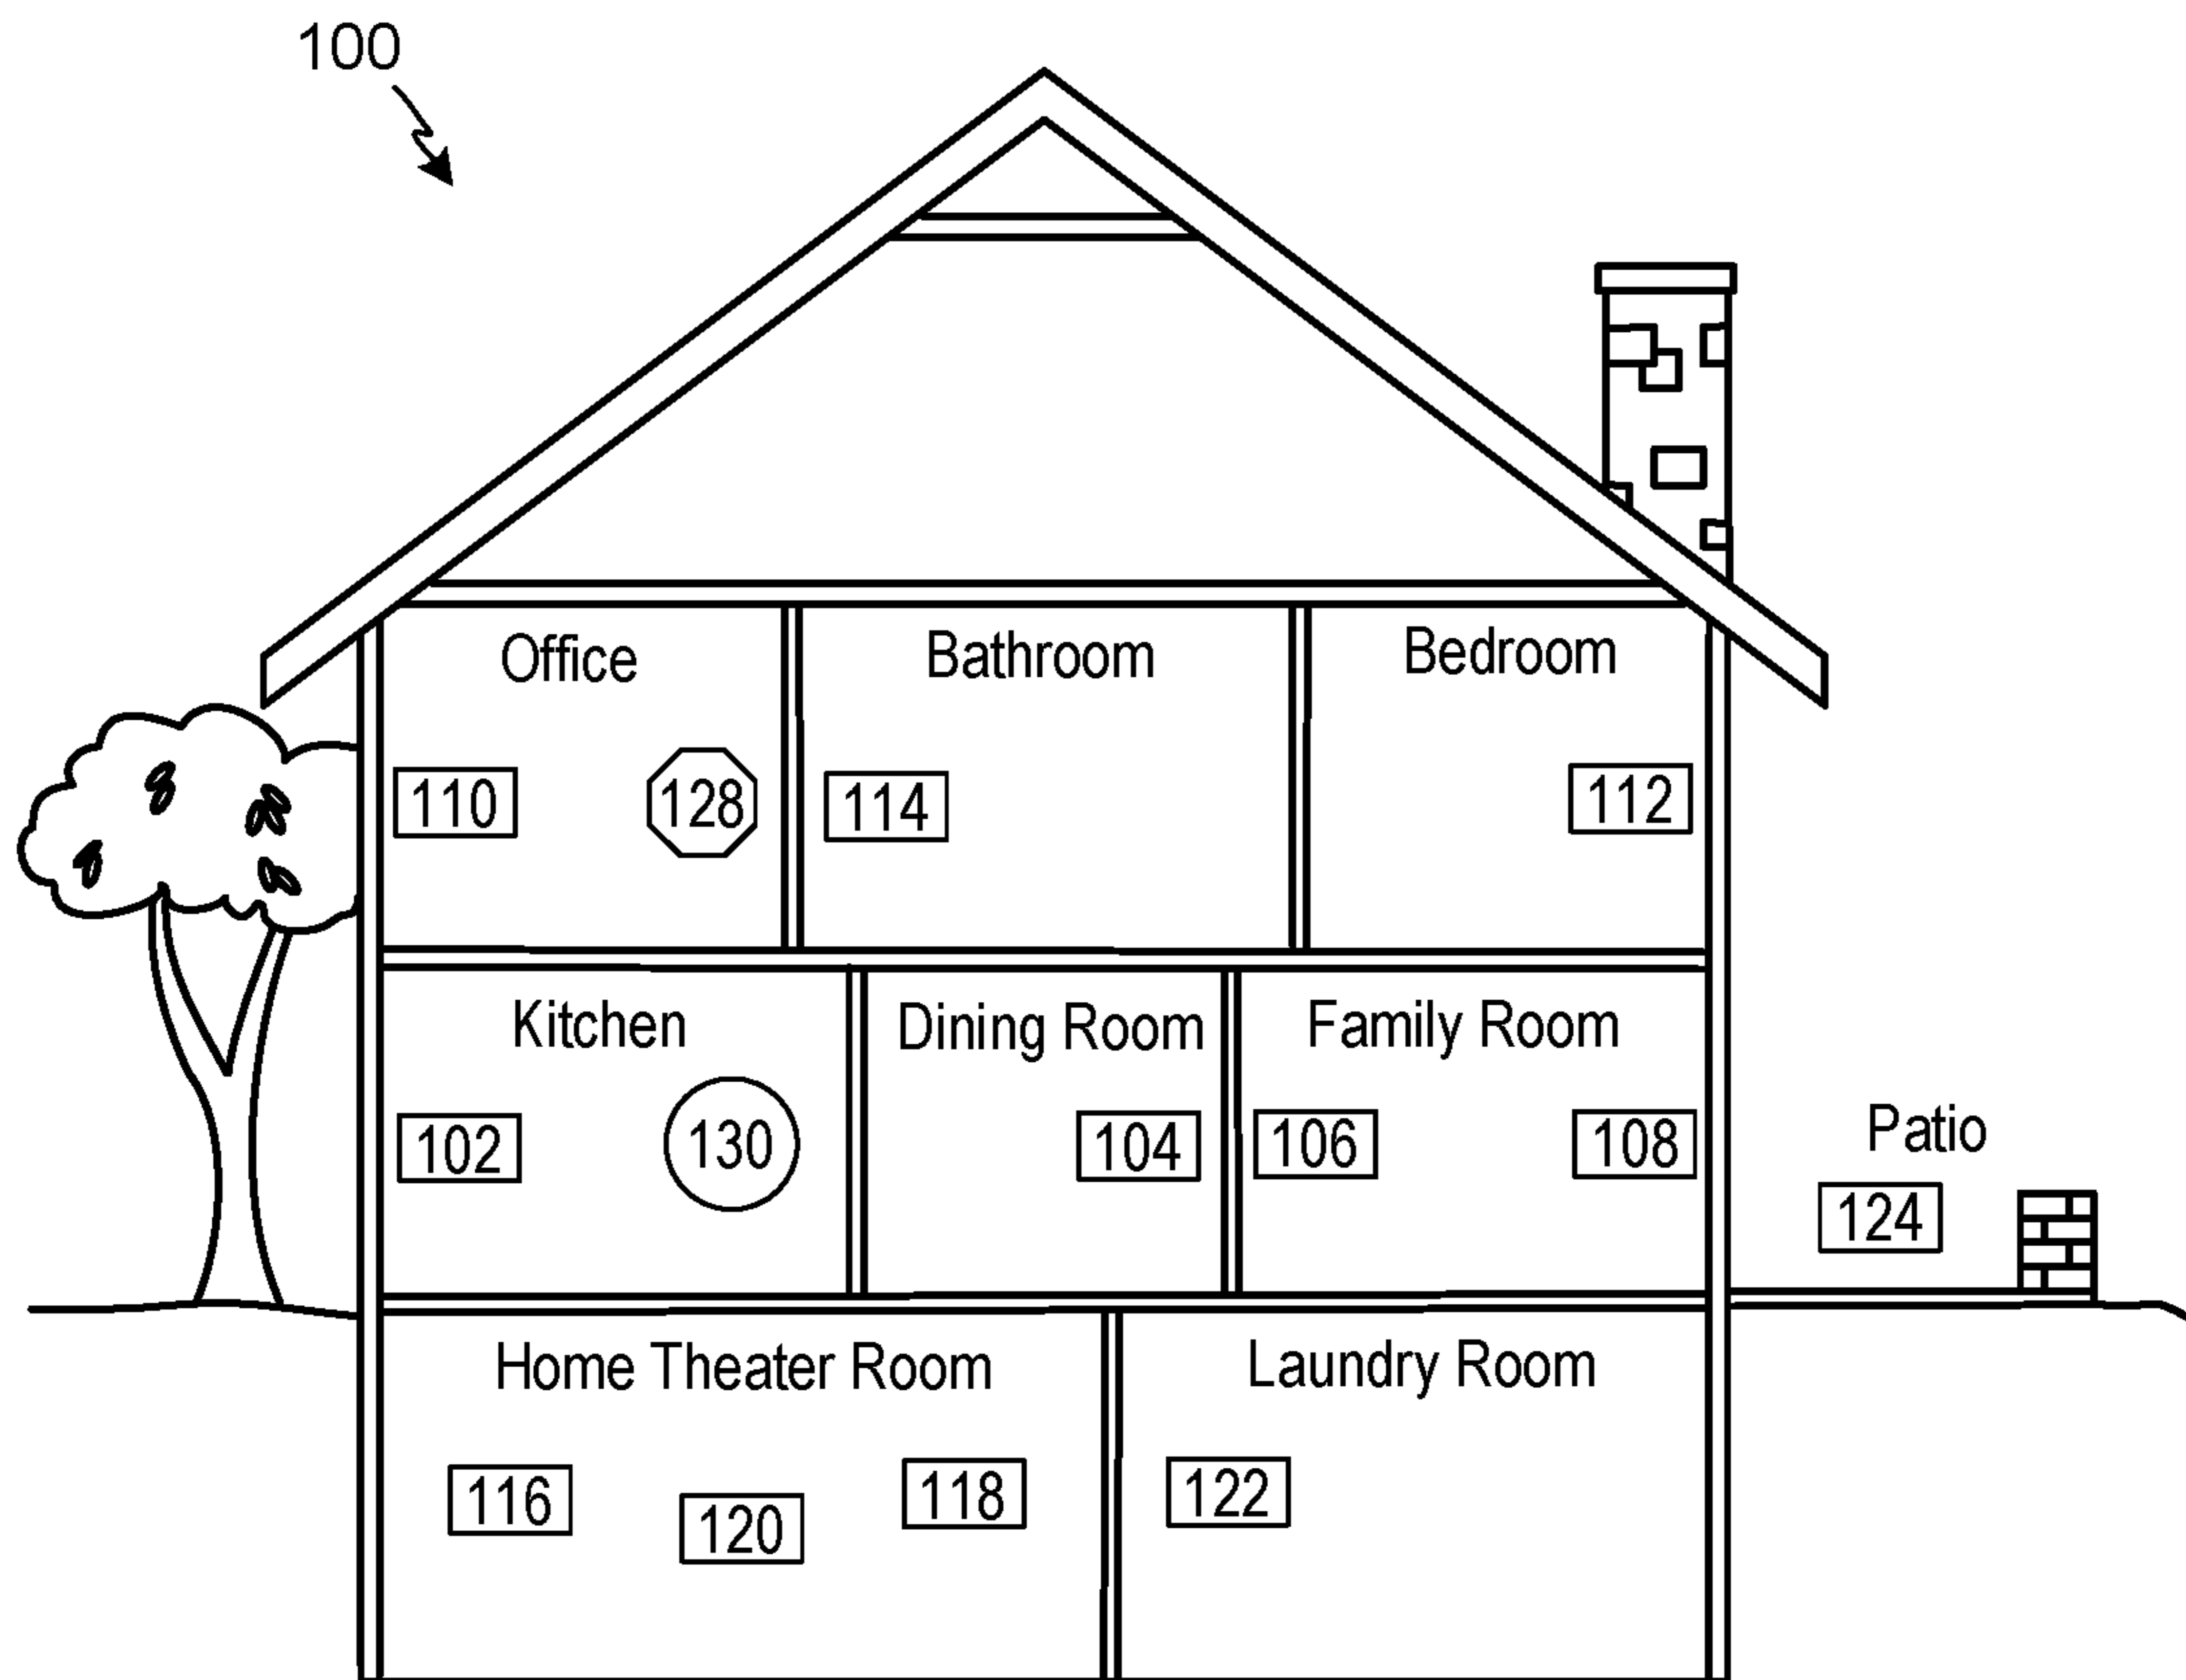 100
Office
Bathroom
Bedroom
110
128
114
112
Kitchen
Dining Room
Family Room
102
130
104
106
108
Patio
124
Home Theater Room
Laundry Room
116
120
118
122